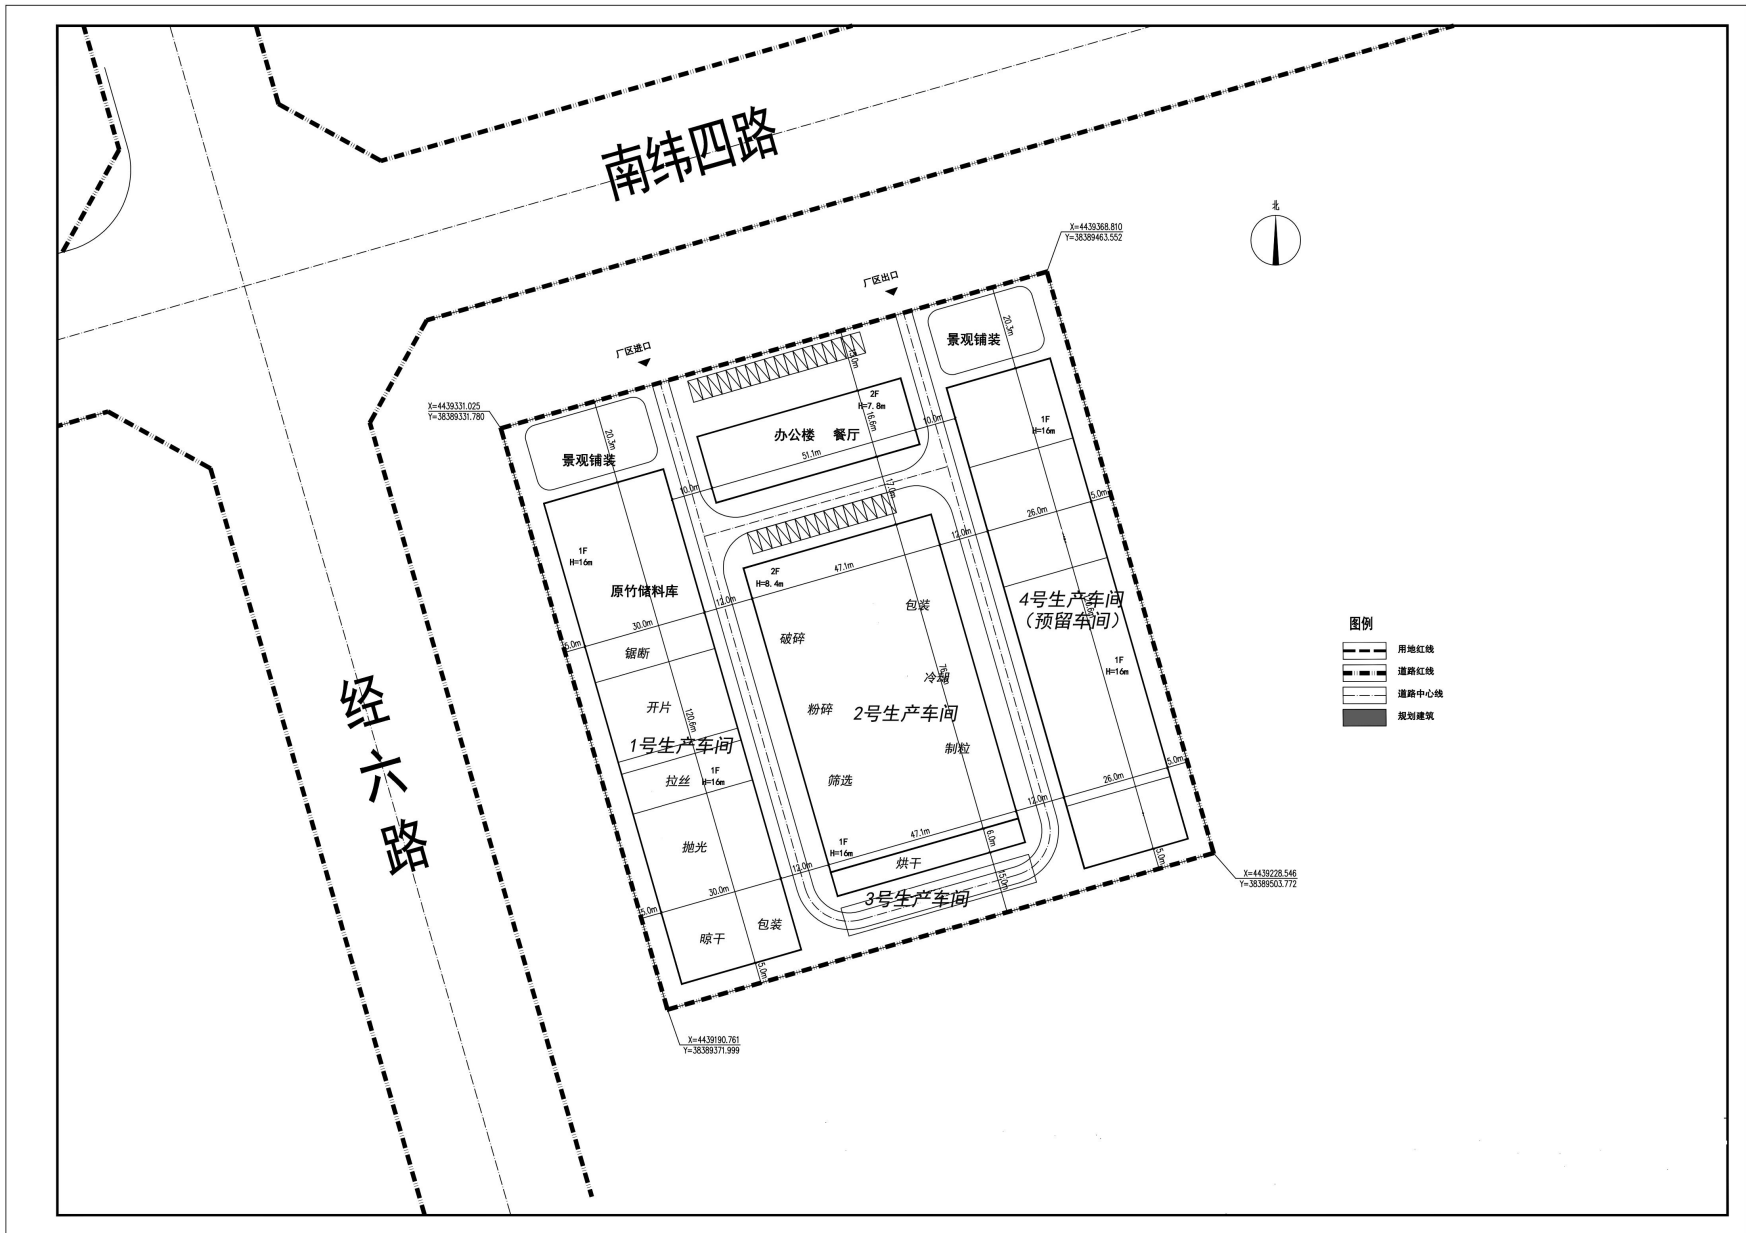 南纬四路
北
X=4439368.810
Y=38389463.552
厂区出口
厂区进口
景观铺装
20.3m
13.0m
2F
H=7.8m
16.6m
10.0m
办公楼 餐厅
51.1m
1F
H=16m
X=4439331.025
Y=38389331.780
20.3m
景观铺装
10.0m
17.0m
5.0m
26.0m
12.0m
1F
H=16m
原竹储料库
2F
H=8.4m
47.1m
12.0m
30.0m
5.0m
包装
破碎
4号生产车间
（预留车间）
图例
用地红线
道路红线
道路中心线
规划建筑
锯断
1F
H=16m
冷却
开片
120.6m
粉碎
2号生产车间
1号生产车间
制粒
拉丝
1F
H=16m
筛选
5.0m
26.0m
12.0m
经六路
抛光
1F
H=16m
47.1m
6.0m
烘干
12.0m
30.0m
5.0m
15.0m
3号生产车间
5.0m
X=4439228.546
Y=38389503.772
晾干
包装
5.0m
X=4439190.761
Y=38389371.999